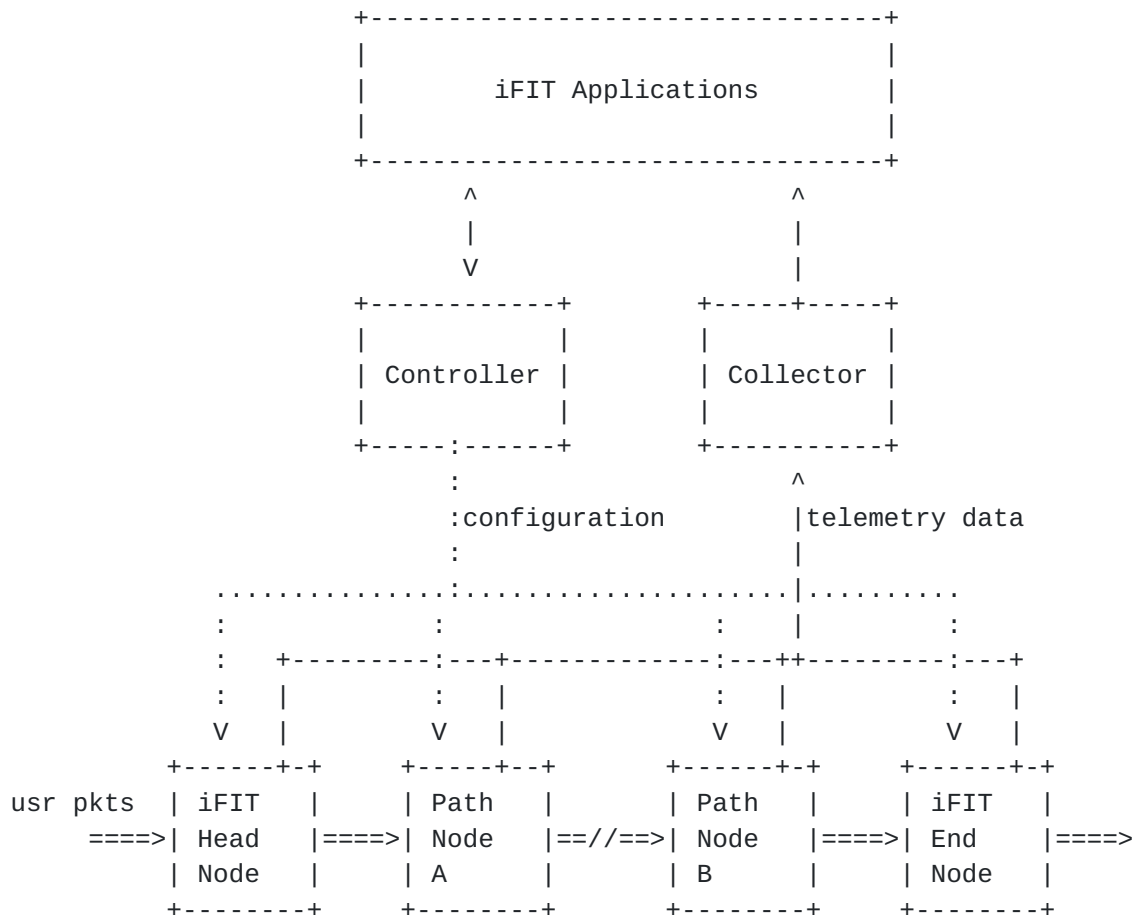 iFIT Applications
Controller Collector
:configuration |telemetry data
usr pkts | iFIT | | Path | | Path | | iFIT |
====>| Head |====>| Node |==//==>| Node |====>| End |====>
| Node | | A | | B | | Node |